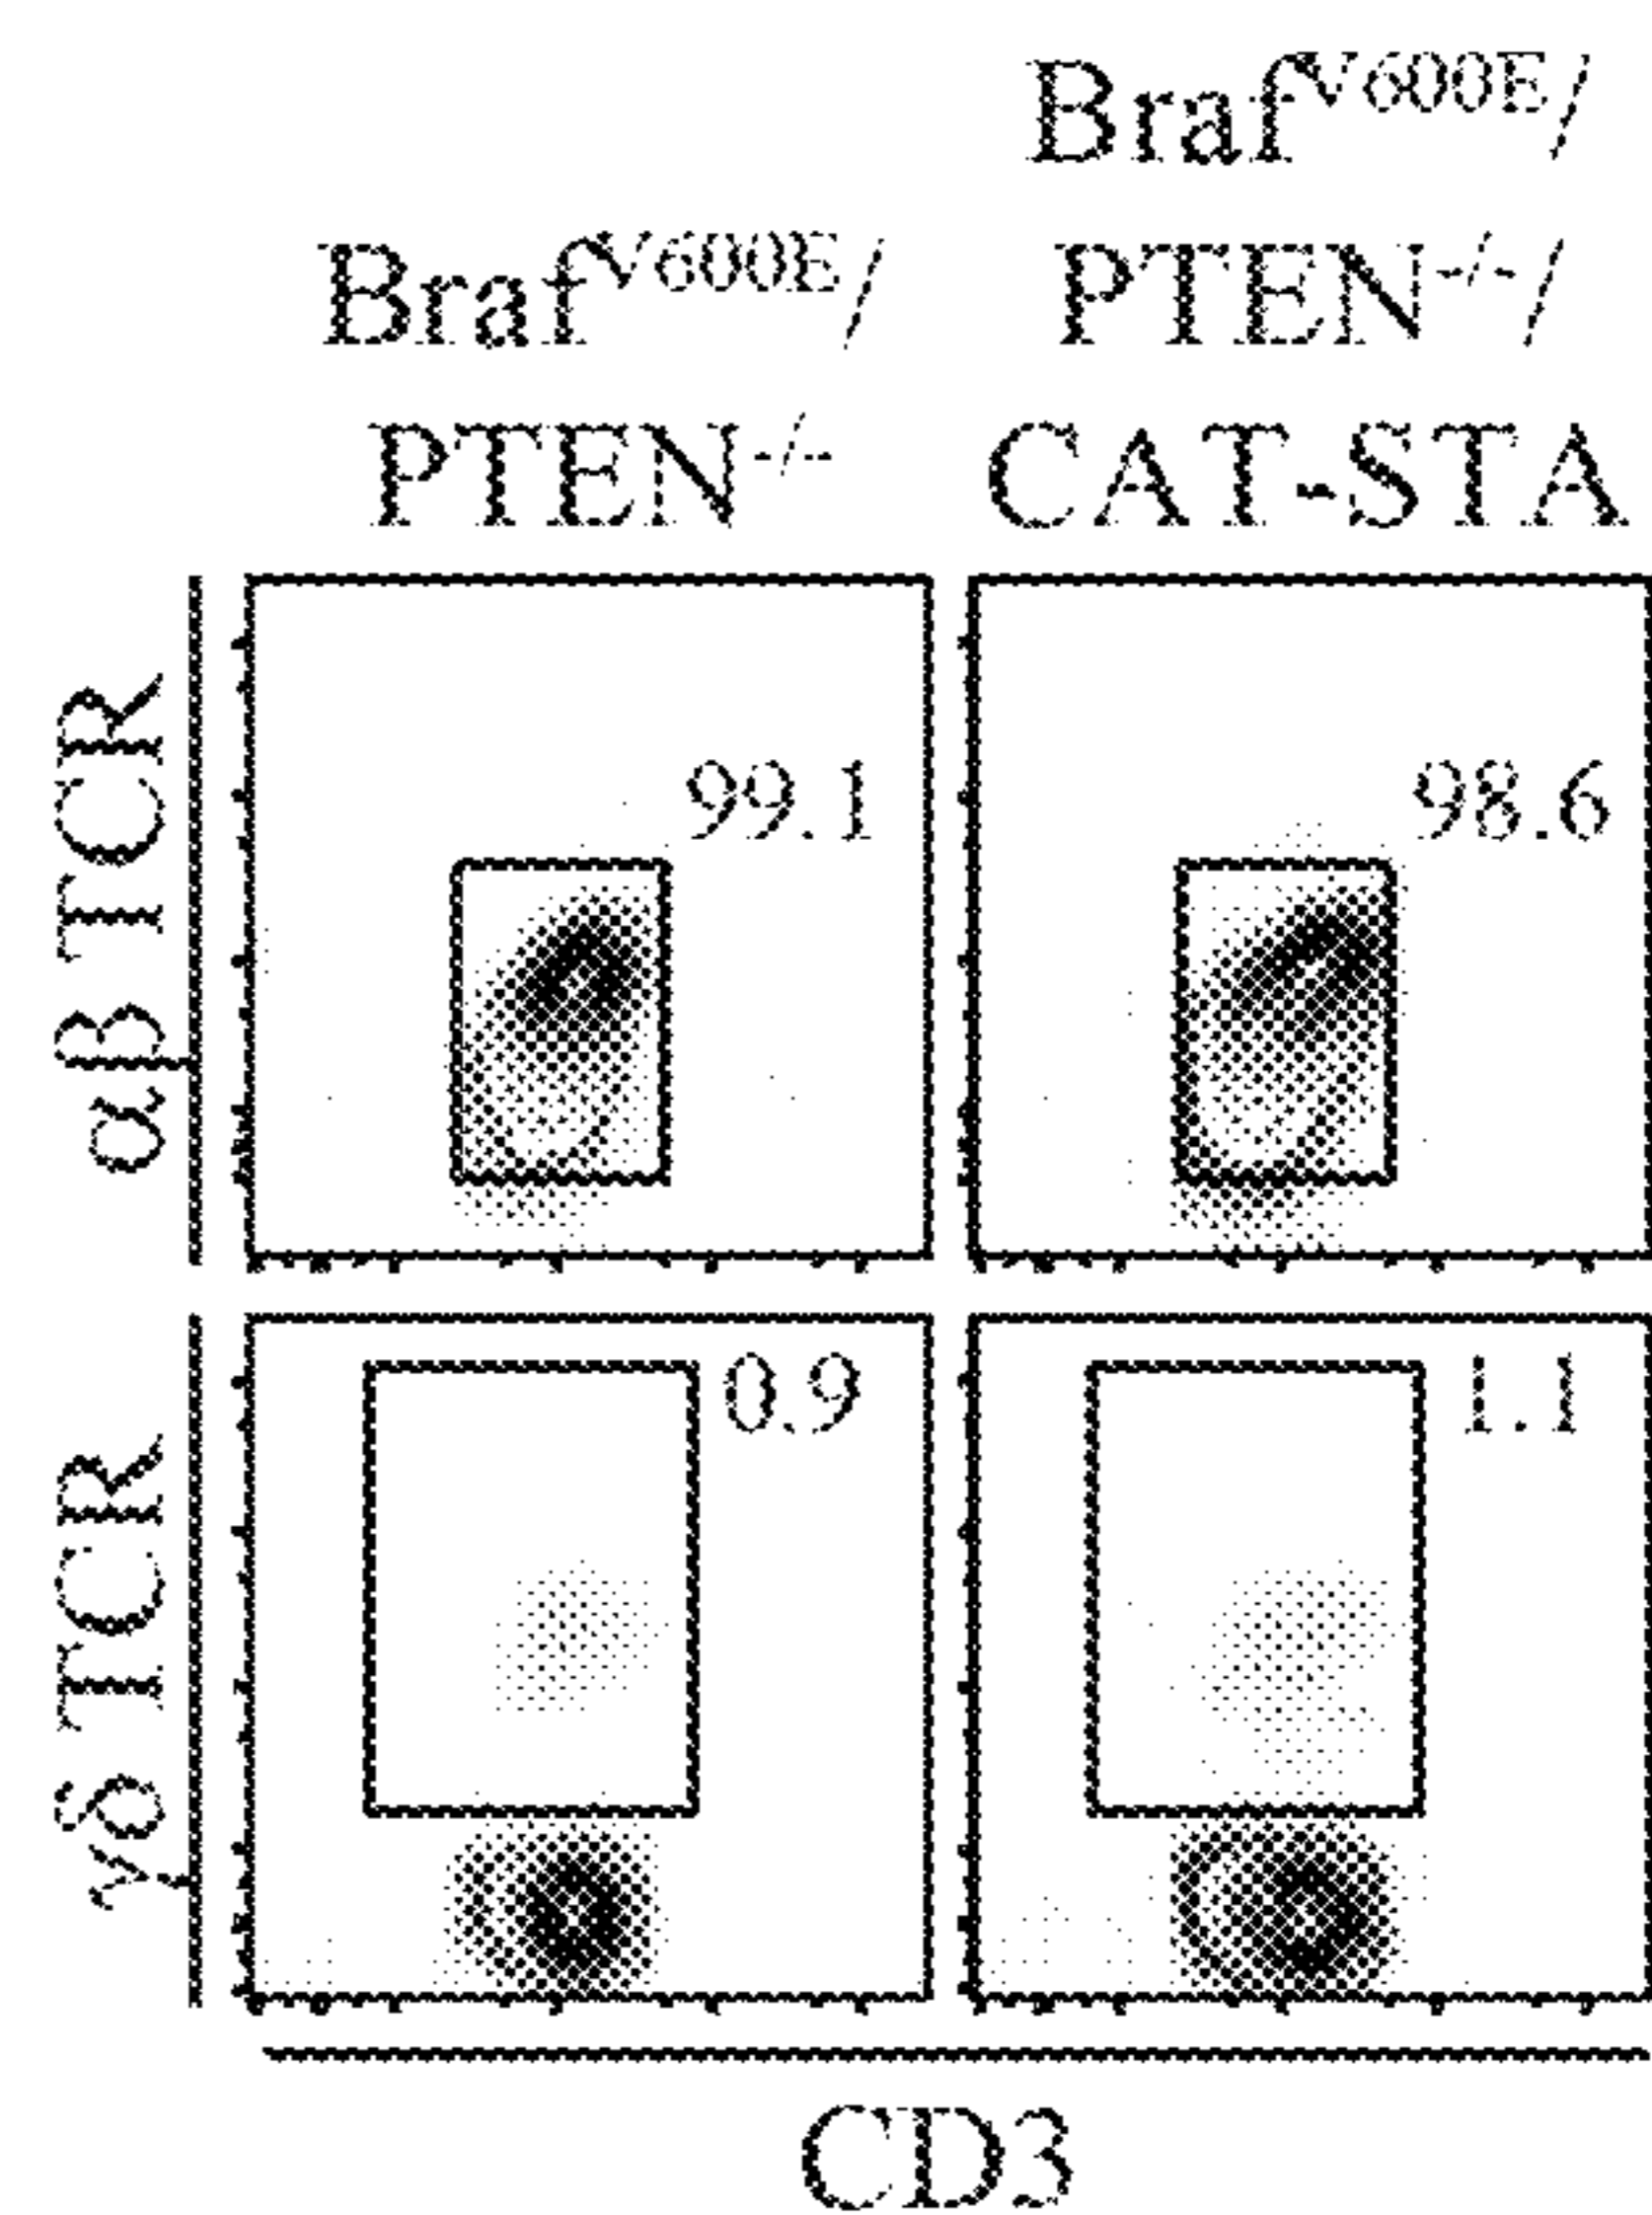 Braf^V600E/
PTEN^-/-
Braf^V600E/
PTEN^-/-/
CAT-STA
αβ TCR
99.1
98.6
γδ TCR
0.9
1.1
CD3